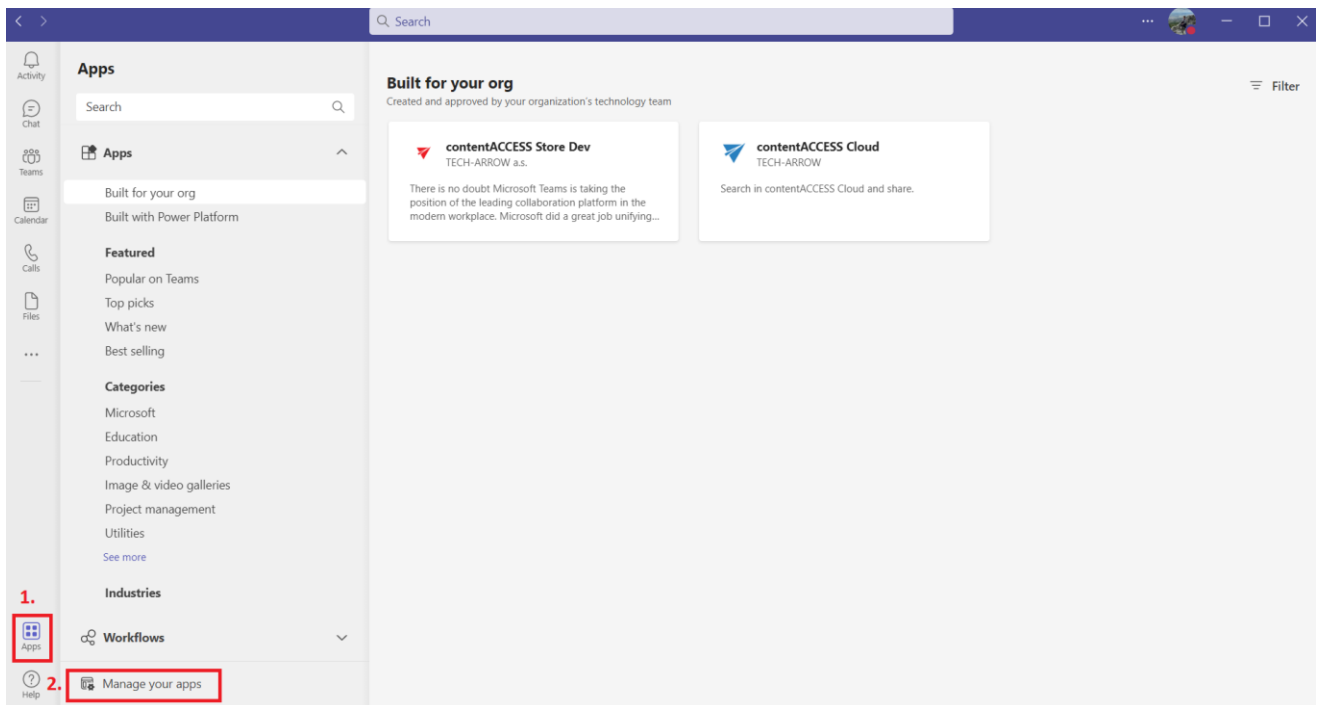 Search
Activity
Chat
Teams
Calendar
Calls
Files
1.
Apps
Help
Apps
Search
Apps
Built for your org
Built with Power Platform
Featured
Popular on Teams
Top picks
What's new
Best selling
Categories
Microsoft
Education
Productivity
Image & video galleries
Project management
Utilities
See more
Industries
Workflows
2.
Manage your apps
Built for your org
Created and approved by your organization's technology team
Filter
contentACCESS Store Dev
TECH-ARROW a.s.
There is no doubt Microsoft Teams is taking the
position of the leading collaboration platform in the
modern workplace. Microsoft did a great job unifying...
contentACCESS Cloud
TECH-ARROW
Search in contentACCESS Cloud and share.